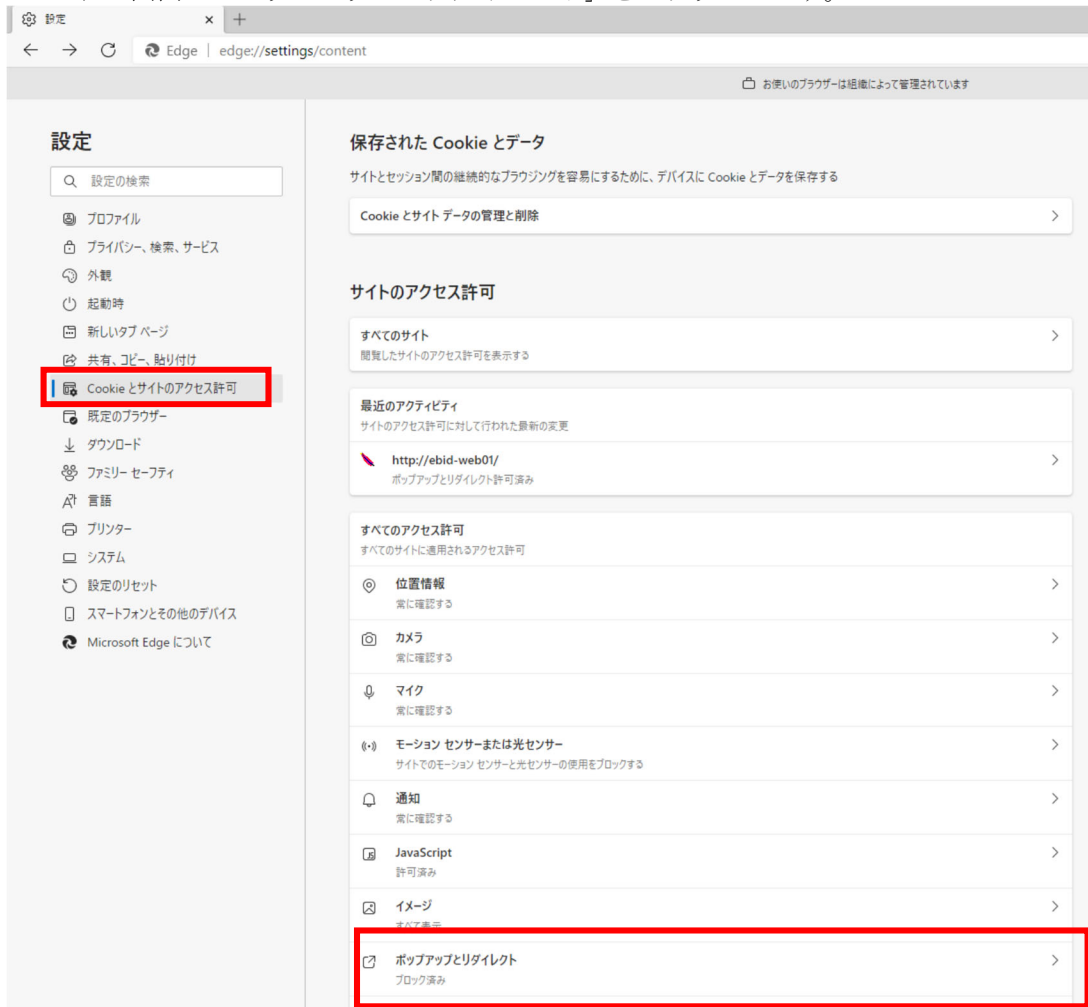 設定
Edge | edge://settings/content
お使いのブラウザーは組織によって管理されています
設定
設定の検索
プロファイル
プライバシー、検索、サービス
外観
起動時
新しいタブ ページ
共有、コピー、貼り付け
Cookie とサイトのアクセス許可
既定のブラウザー
ダウンロード
ファミリー セーフティ
言語
プリンター
システム
設定のリセット
スマートフォンとその他のデバイス
Microsoft Edge について
保存された Cookie とデータ
サイトとセッション間の継続的なブラウジングを容易にするために、デバイスに Cookie とデータを保存する
Cookie とサイト データの管理と削除
サイトのアクセス許可
すべてのサイト
閲覧したサイトのアクセス許可を表示する
最近のアクティビティ
サイトのアクセス許可に対して行われた最新の変更
http://ebid-web01/
ポップアップとリダイレクト許可済み
すべてのアクセス許可
すべてのサイトに適用されるアクセス許可
位置情報
常に確認する
カメラ
常に確認する
マイク
常に確認する
モーション センサーまたは光センサー
サイトでのモーション センサーと光センサーの使用をブロックする
通知
常に確認する
JavaScript
許可済み
イメージ
すべて表示
ポップアップとリダイレクト
ブロック済み